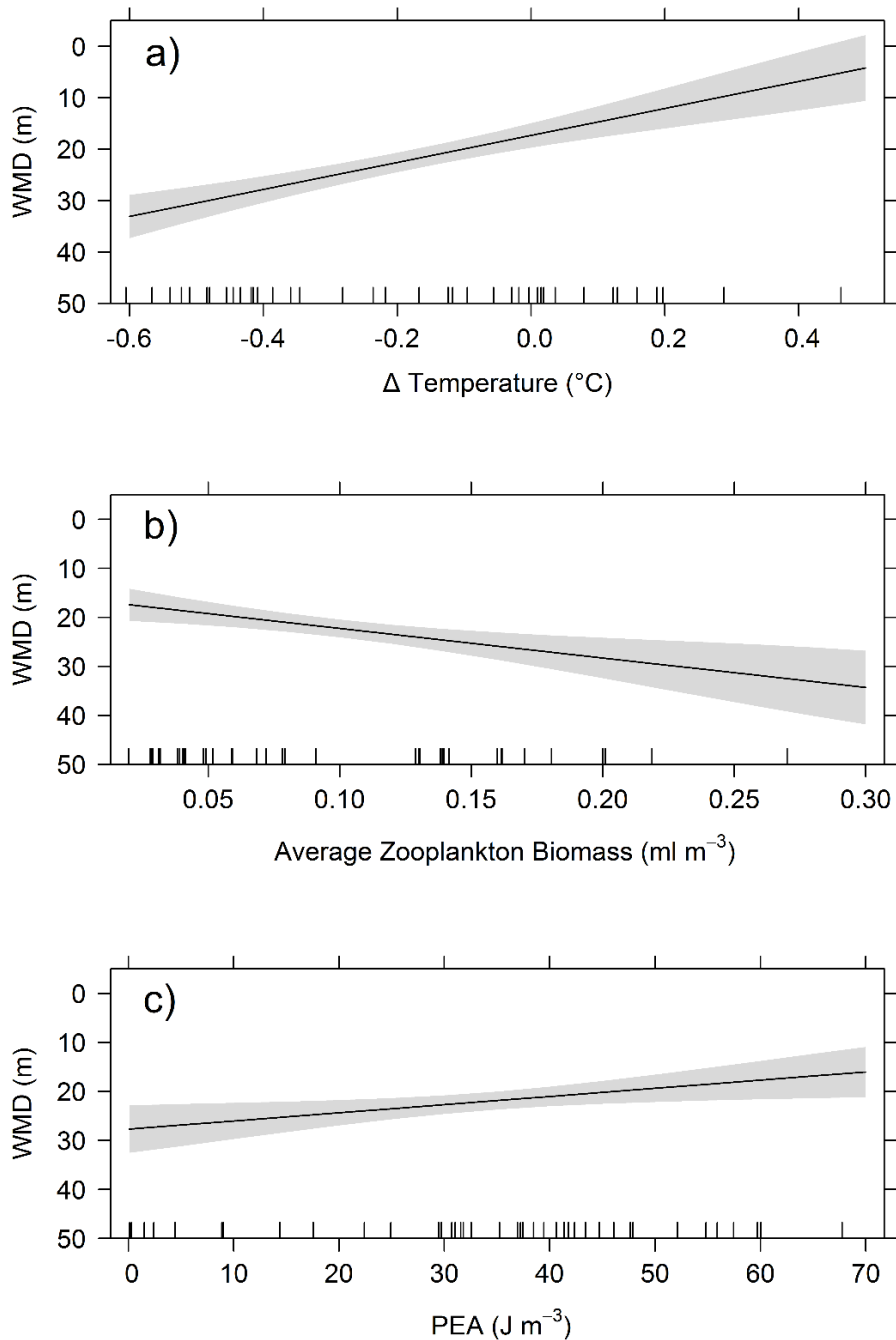 a)
WMD (m)
0
10
20
30
40
50
-0.6 -0.4 -0.2 0.0 0.2 0.4
Δ Temperature (°C)
b)
WMD (m)
0
10
20
30
40
50
0.05 0.10 0.15 0.20 0.25 0.30
Average Zooplankton Biomass (ml m⁻³)
c)
WMD (m)
0
10
20
30
40
50
0 10 20 30 40 50 60 70
PEA (J m⁻³)